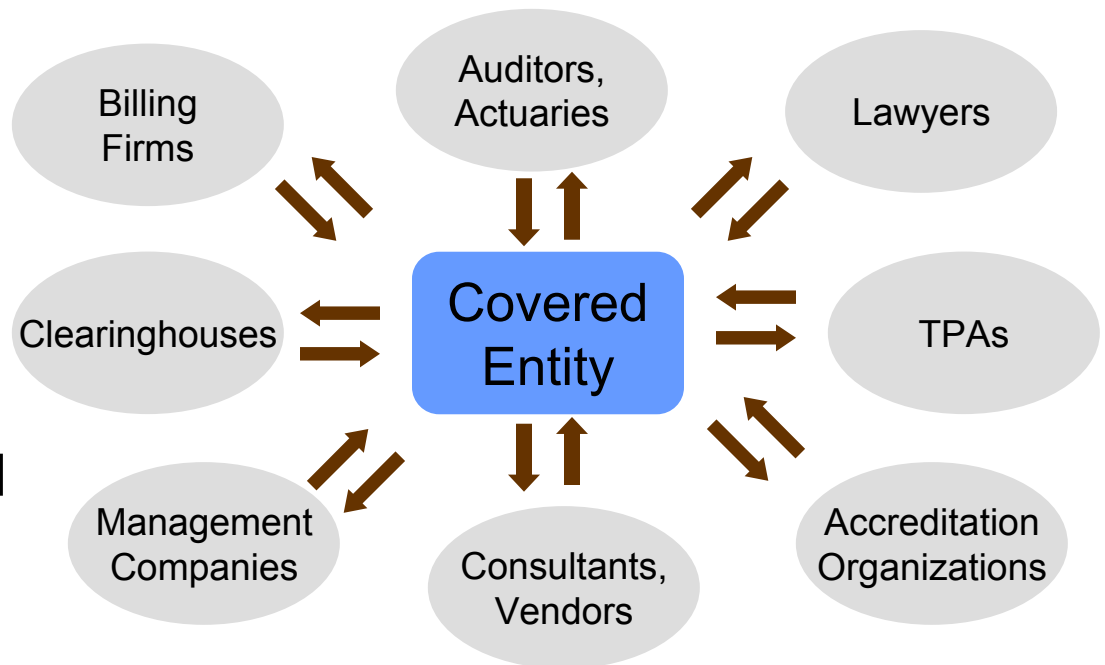 Billing
Firms
Auditors,
Actuaries
Lawyers
Clearinghouses
Covered
Entity
TPAs
Management
Companies
Consultants,
Vendors
Accreditation
Organizations